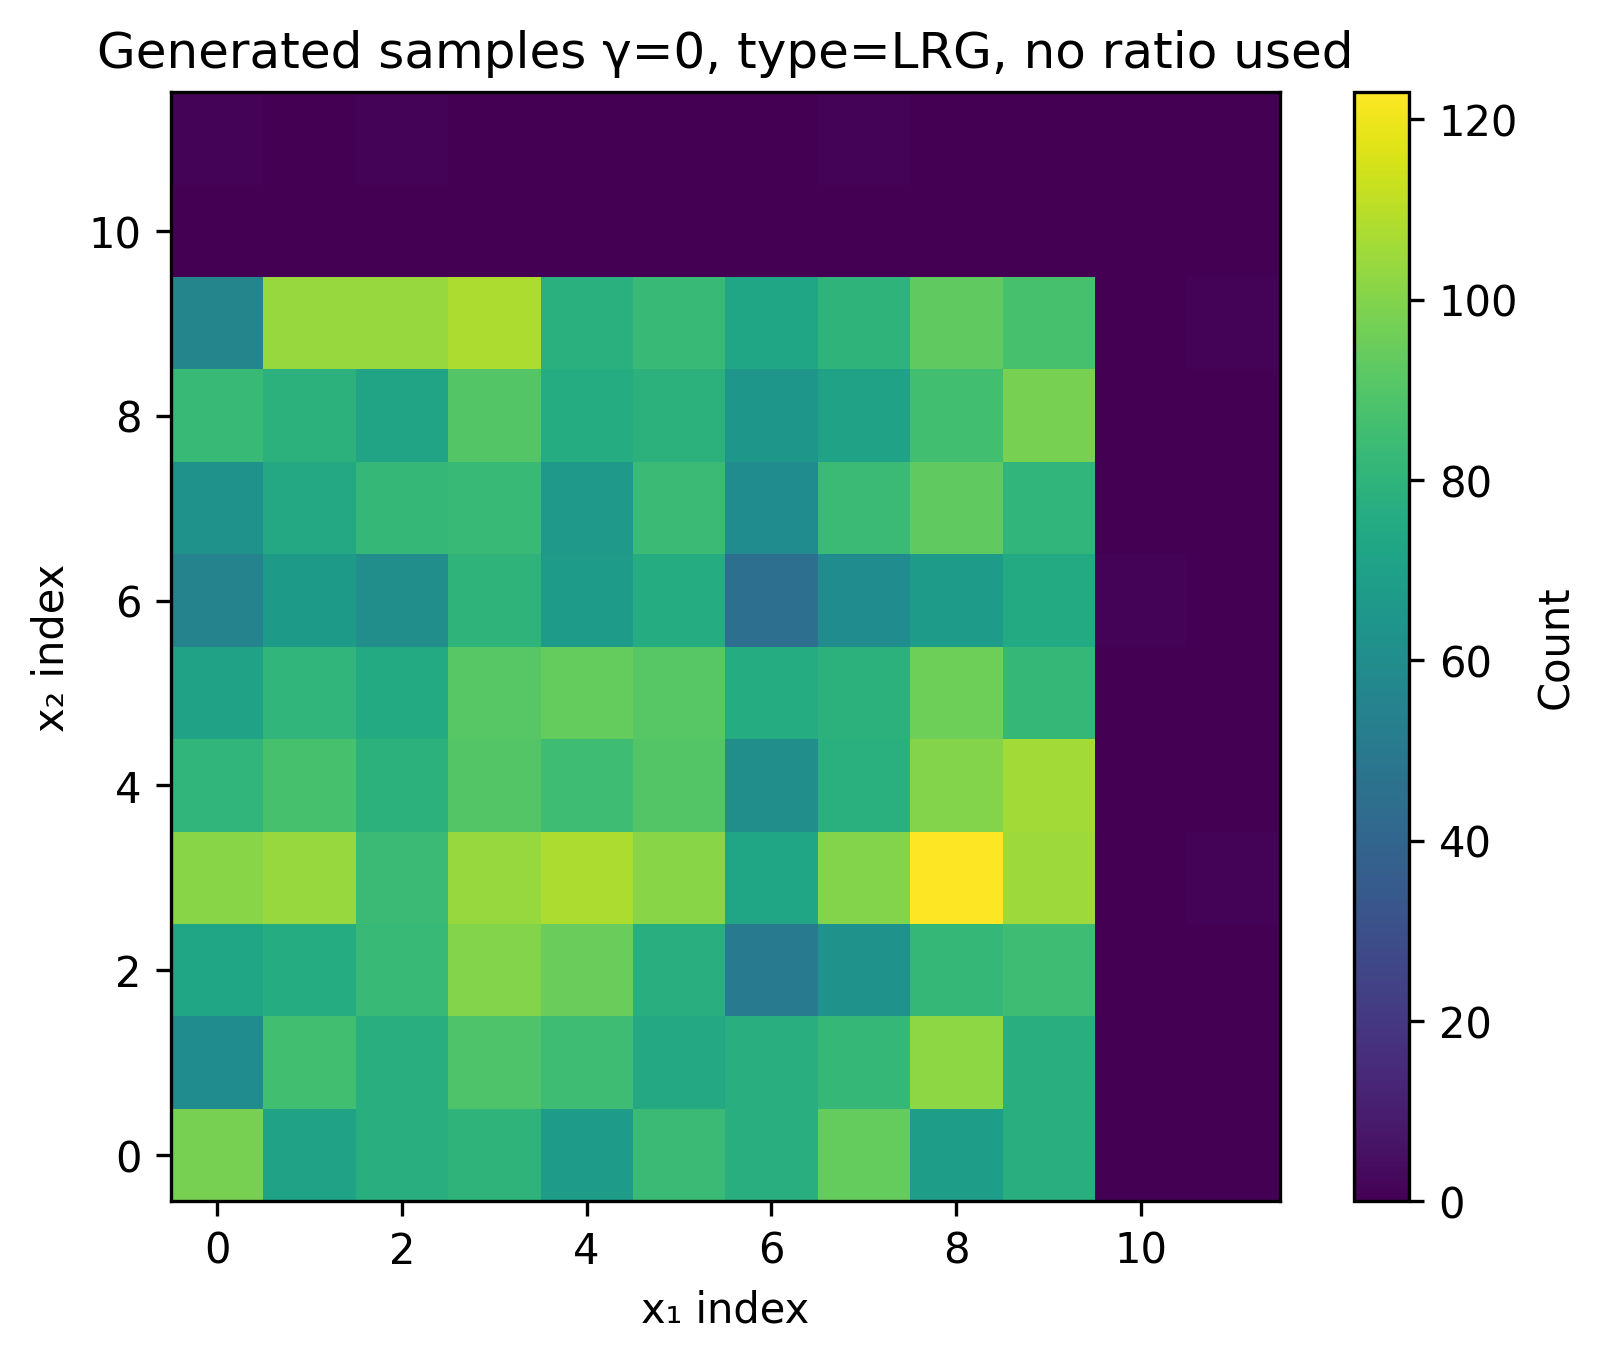 Generated samples γ=0, type=LRG, no ratio used
120
100
80
60
40
20
0
Count
10
8
6
4
2
0
x₂ index
0 2 4 6 8 10
x₁ index